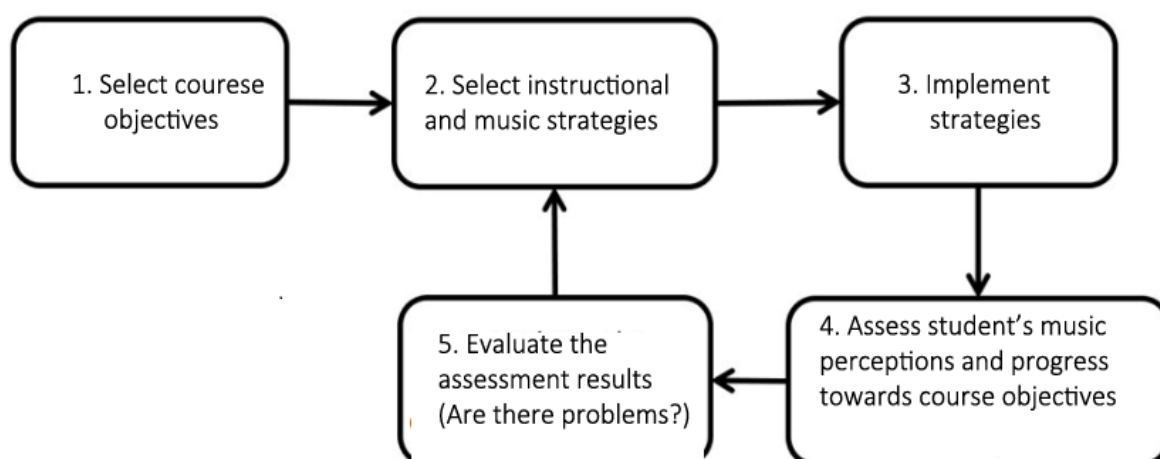 1. Select courese
objectives
2. Select instructional
and music strategies
3. Implement
strategies
4. Assess student’s music
perceptions and progress
towards course objectives
5. Evaluate the
assessment results
(Are there problems?)